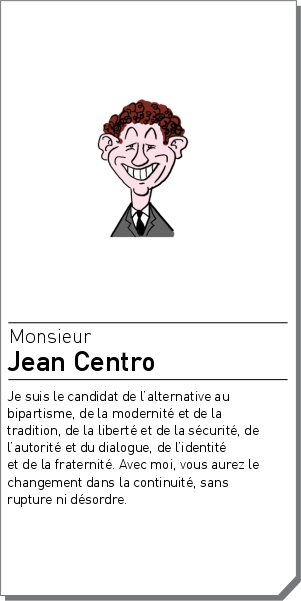 Monsieur
Jean Centro
Je suis le candidat de l'alternative au
bipartisme, de la modernité et de la
tradition, de la liberté et de la sécurité, de
l'autorité et du dialogue, de l'identité
et de la fraternité. Avec moi, vous aurez le
changement dans la continuité, sans
rupture ni désordre.